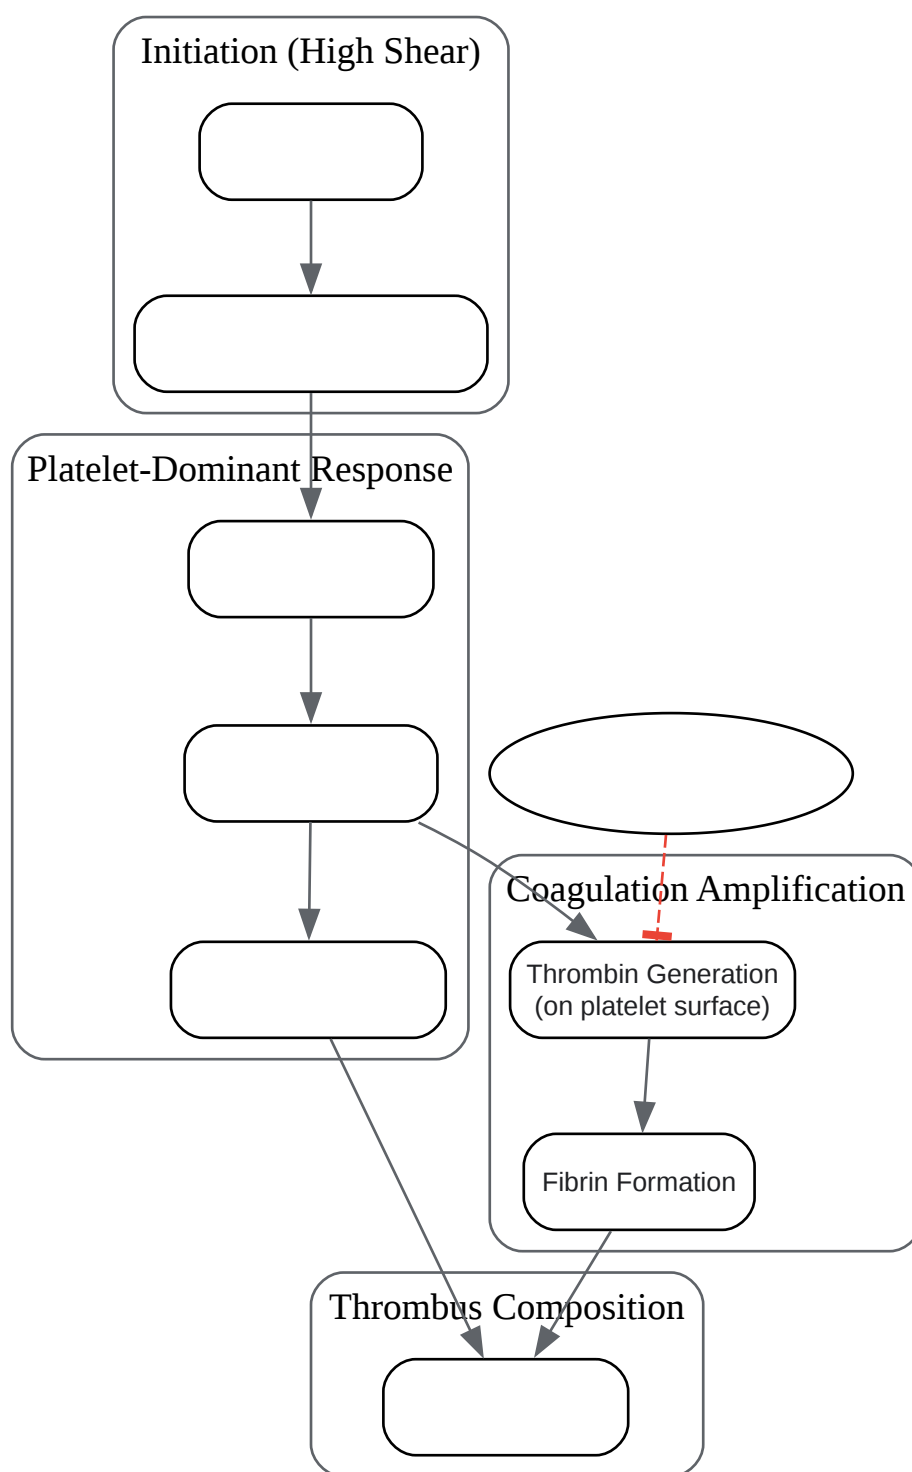 Initiation (High Shear)
Platelet-Dominant Response
Coagulation Amplification
Thrombin Generation
(on platelet surface)
Fibrin Formation
Thrombus Composition